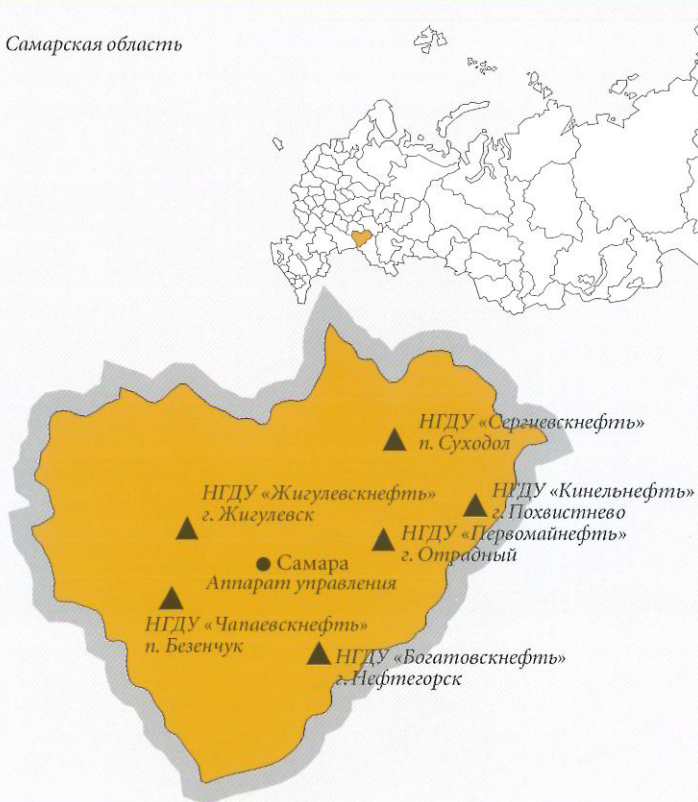 Самарская область
НГДУ «Сергиевскнефть»
п. Суходол
НГДУ «Жигулевскнефть»
г. Жигулевск
НГДУ «Кинельнефть»
г. Похвистнево
НГДУ «Первомайнефть»
г. Отрадный
Самара
Аппарат управления
НГДУ «Чапаевскнефть»
п. Безенчук
НГДУ «Богатовскнефть»
г. Нефтегорск